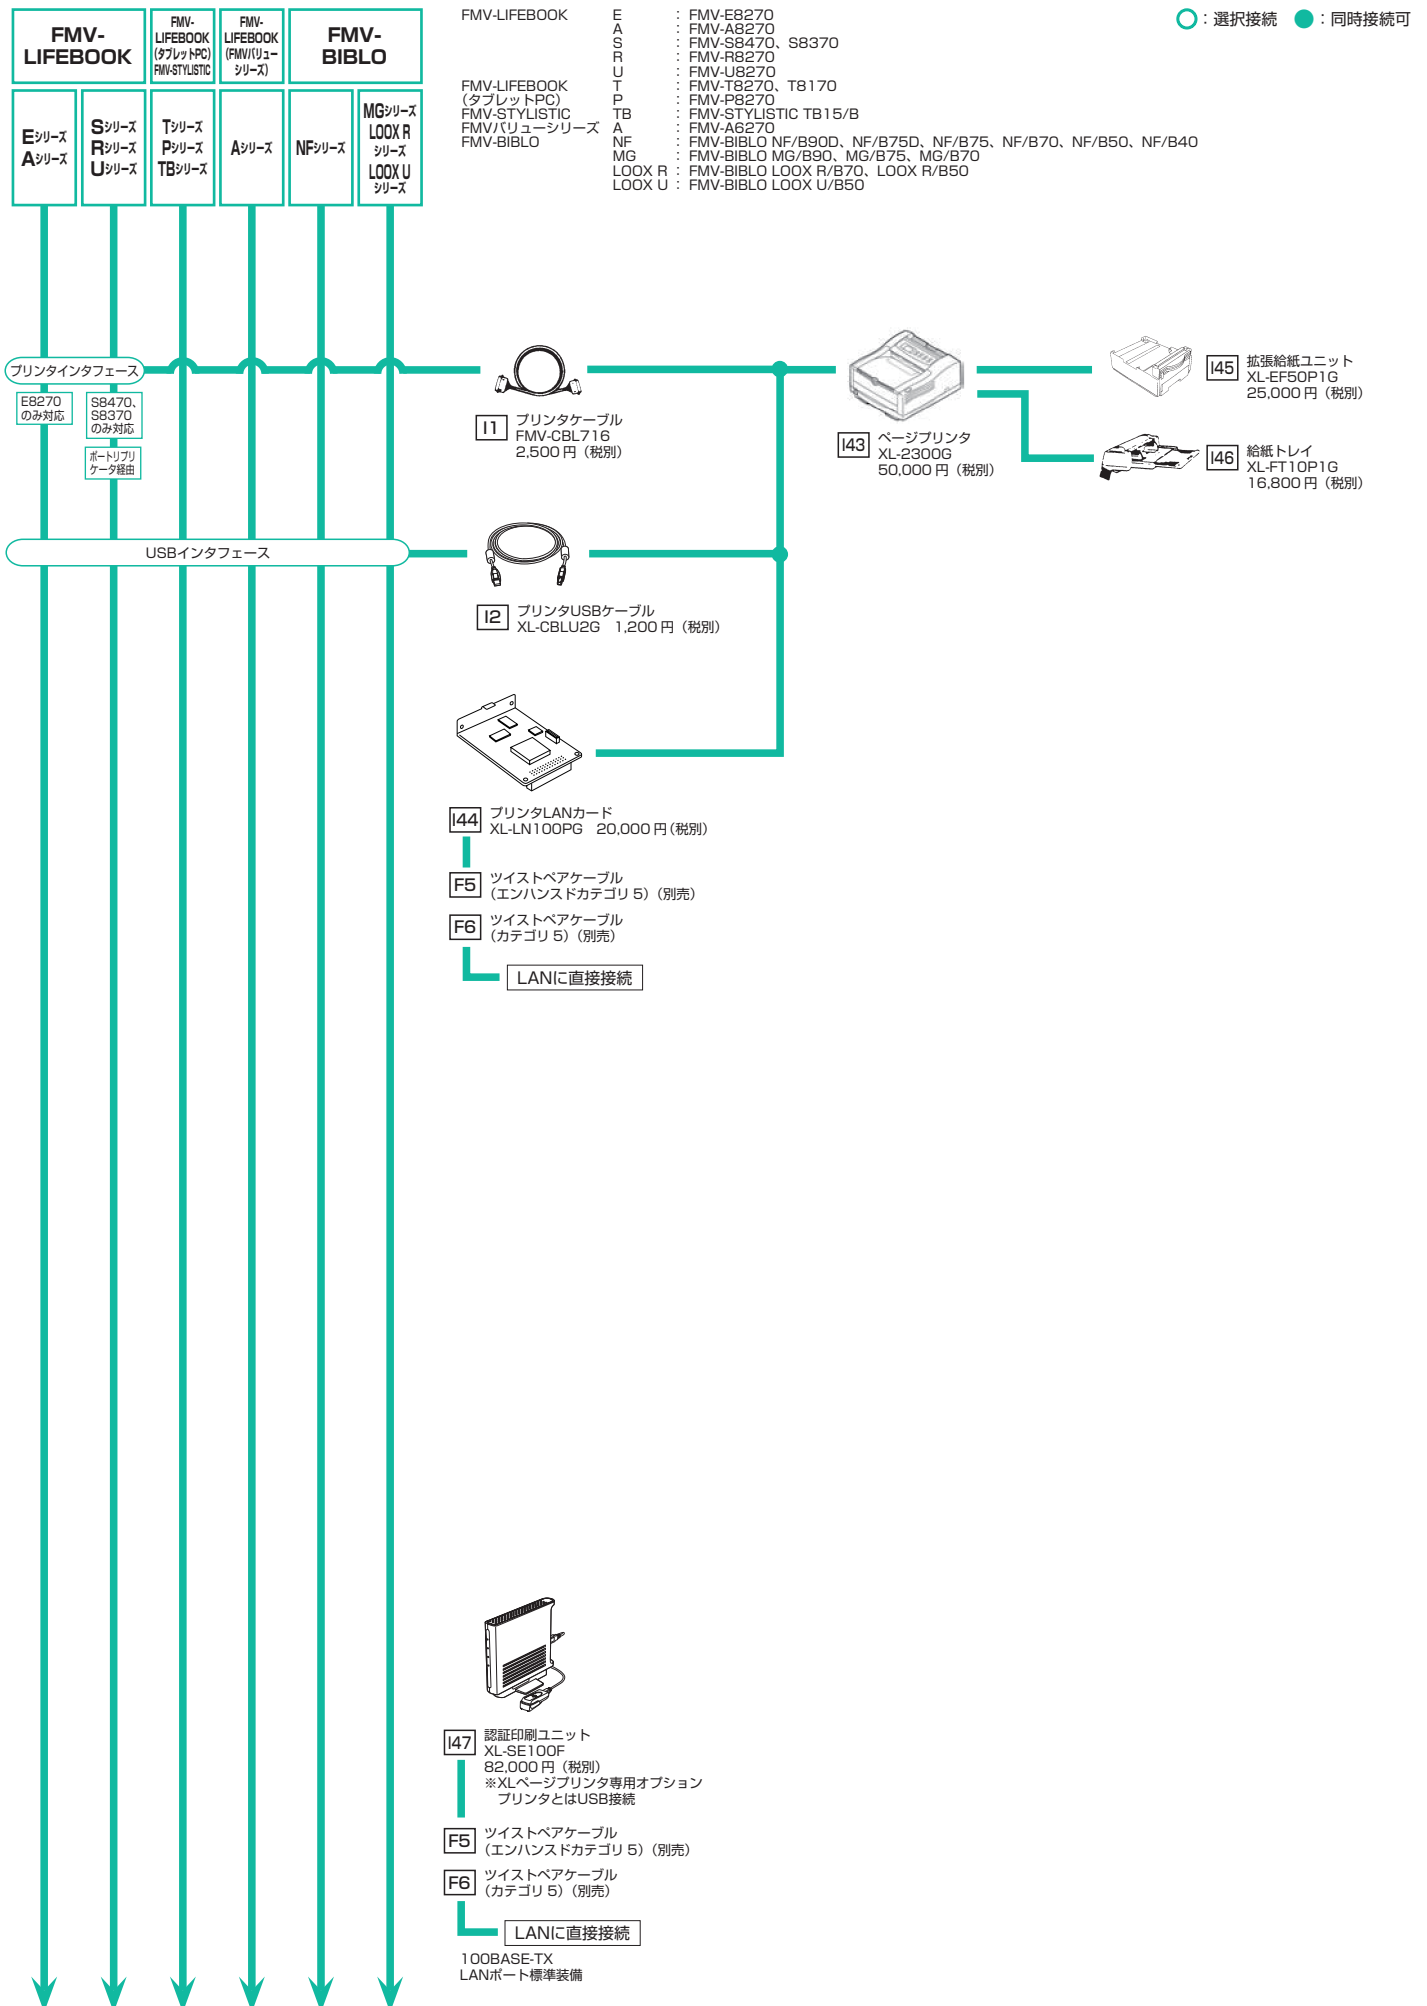 FMV-
LIFEBOOK
FMV-
LIFEBOOK
(タブレットPC)
FMV-STYLISTIC
FMV-
LIFEBOOK
(FMVバリュー
シリーズ)
FMV-
BIBLO
Eシリーズ
Aシリーズ
Sシリーズ
Rシリーズ
Uシリーズ
Tシリーズ
Pシリーズ
TBシリーズ
Aシリーズ
NFシリーズ
MGシリーズ
LOOX R
シリーズ
LOOX U
シリーズ
FMV-LIFEBOOK E : FMV-E8270
A : FMV-A8270
S : FMV-S8470、S8370
R : FMV-R8270
U : FMV-U8270
FMV-LIFEBOOK T : FMV-T8270、T8170
(タブレットPC) P : FMV-P8270
FMV-STYLISTIC TB : FMV-STYLISTIC TB15/B
FMVバリューシリーズ A : FMV-A6270
FMV-BIBLO NF : FMV-BIBLO NF/B90D、NF/B75D、NF/B75、NF/B70、NF/B50、NF/B40
MG : FMV-BIBLO MG/B90、MG/B75、MG/B70
LOOX R : FMV-BIBLO LOOX R/B70、LOOX R/B50
LOOX U : FMV-BIBLO LOOX U/B50
：選択接続 ：同時接続可
プリンタインタフェース
E8270
のみ対応
S8470、
S8370
のみ対応
ポートリプリ
ケータ経由
I1 プリンタケーブル
FMV-CBL716
2,500円（税別）
I43 ページプリンタ
XL-2300G
50,000円（税別）
I45 拡張給紙ユニット
XL-EF50P1G
25,000円（税別）
I46 給紙トレイ
XL-FT10P1G
16,800円（税別）
USBインタフェース
I2 プリンタUSBケーブル
XL-CBLU2G 1,200円（税別）
I44 プリンタLANカード
XL-LN100PG 20,000円（税別）
F5 ツイストペアケーブル
（エンハンスドカテゴリ 5）（別売）
F6 ツイストペアケーブル
（カテゴリ 5）（別売）
LANに直接接続
I47 認証印刷ユニット
XL-SE100F
82,000円（税別）
※XLページプリンタ専用オプション
プリンタとはUSB接続
F5 ツイストペアケーブル
（エンハンスドカテゴリ 5）（別売）
F6 ツイストペアケーブル
（カテゴリ 5）（別売）
LANに直接接続
100BASE-TX
LANポート標準装備